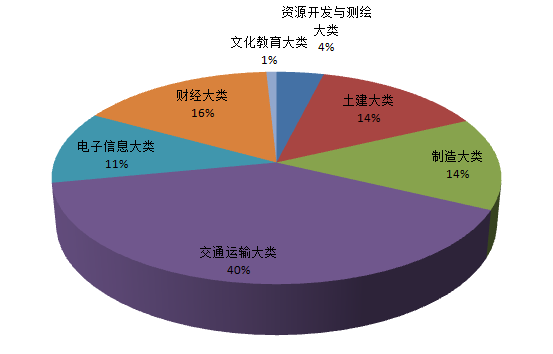 资源开发与测绘
大类
4%
土建大类
14%
制造大类
14%
交通运输大类
40%
电子信息大类
11%
财经大类
16%
文化教育大类
1%